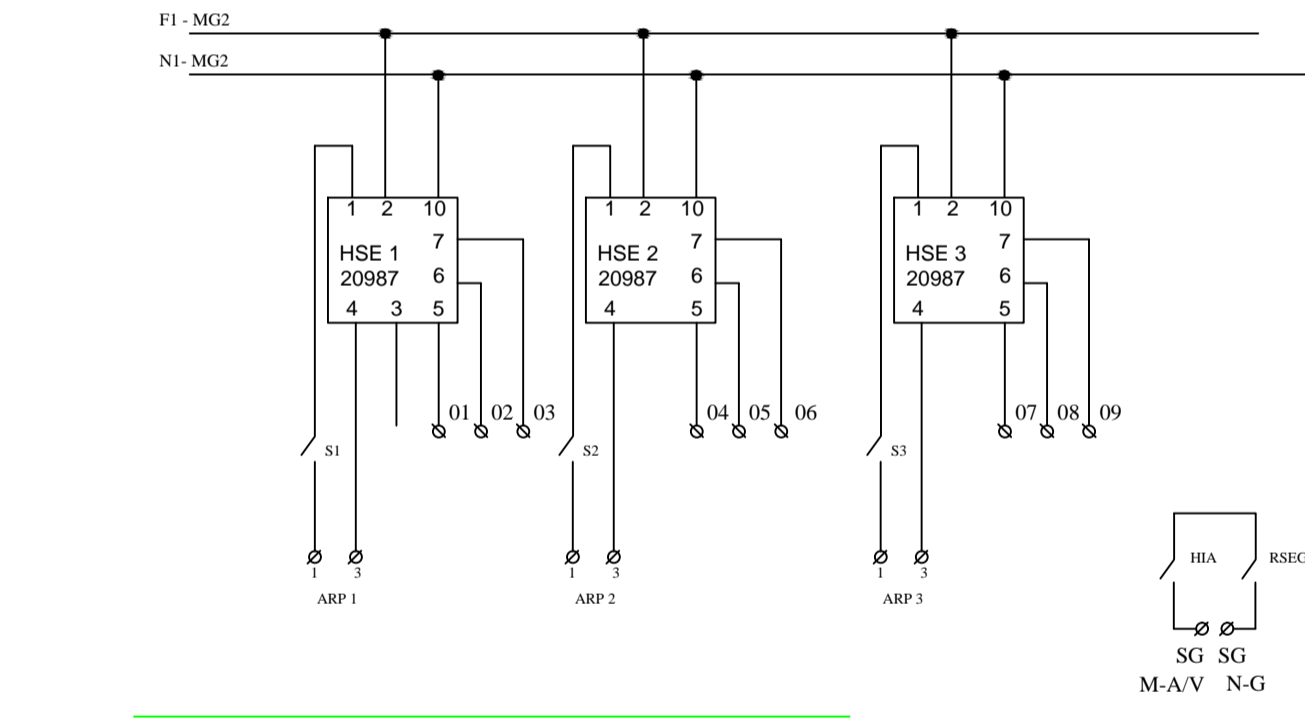 F1 - MG2
N1- MG2
1 2 10
7
HSE 1
20987 6
4 3 5
1 2 10
7
HSE 2
20987 6
4 5
1 2 10
7
HSE 3
20987 6
4 5
01 02 03
04 05 06
07 08 09
S1
S2
S3
1 3
ARP 1
1 3
ARP 2
1 3
ARP 3
HIA
RSEG
SG SG
M-A/V N-G